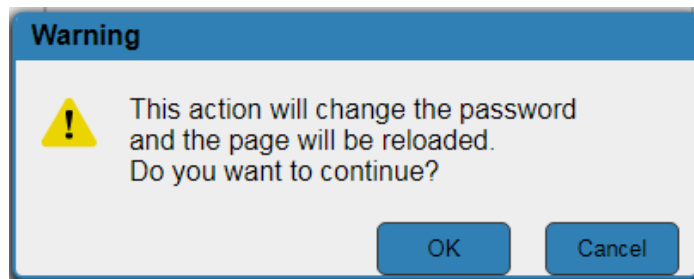 Warning
This action will change the password
and the page will be reloaded.
Do you want to continue?
OK
Cancel